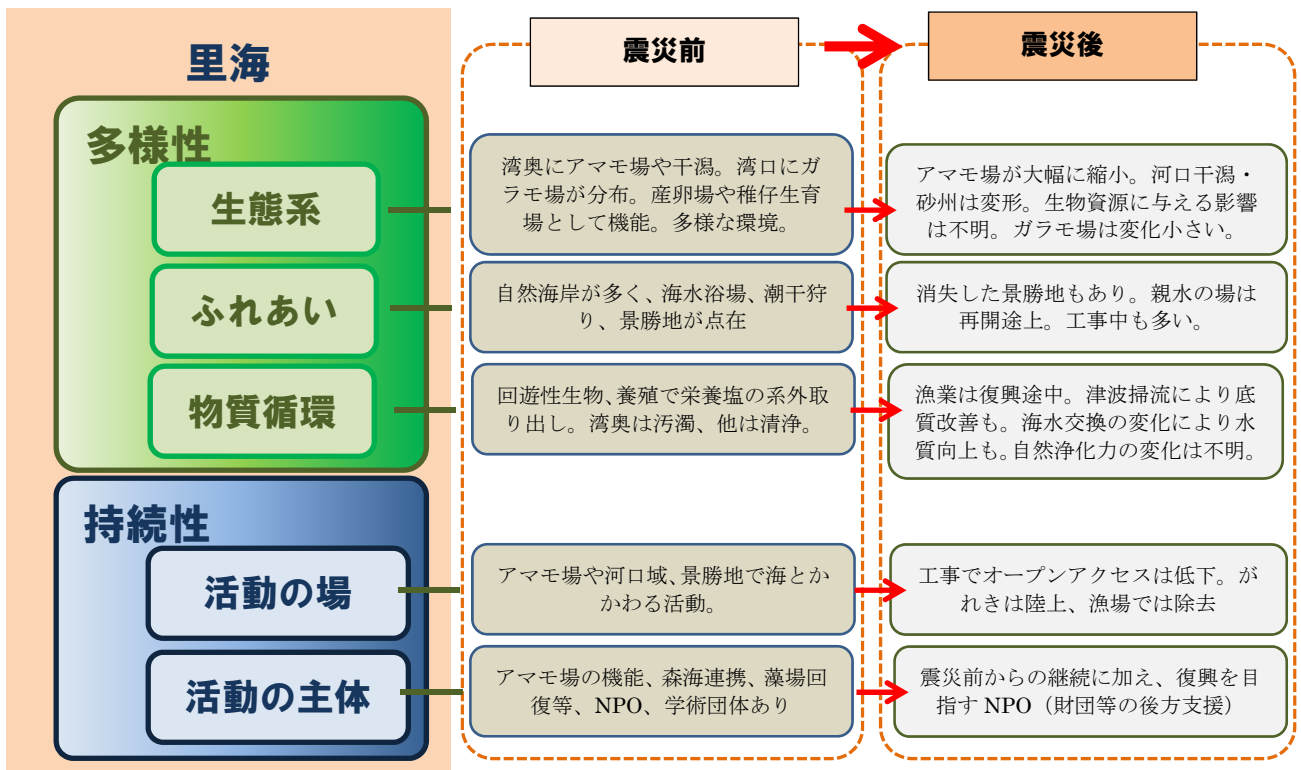 里海
震災前
震災後
多様性
生態系
湾奥にアマモ場や干潟。湾口にガ
ラモ場が分布。産卵場や稚仔生育
場として機能。多様な環境。
アマモ場が大幅に縮小。河口干潟・
砂州は変形。生物資源に与える影響
は不明。ガラモ場は変化小さい。
ふれあい
自然海岸が多く、海水浴場、潮干狩
り、景勝地が点在
消失した景勝地もあり。親水の場は
再開途上。工事中も多い。
物質循環
回遊性生物、養殖で栄養塩の系外取
り出し。湾奥は汚濁、他は清浄。
漁業は復興途中。津波掃流により底
質改善も。海水交換の変化により水
質向上も。自然浄化力の変化は不明。
持続性
活動の場
アマモ場や河口域、景勝地で海とか
かわる活動。
工事でオープンアクセスは低下。が
れきは陸上、漁場では除去
活動の主体
アマモ場の機能、森海連携、藻場回
復等、NPO、学術団体あり
震災前からの継続に加え、復興を目
指す NPO（財団等の後方支援）